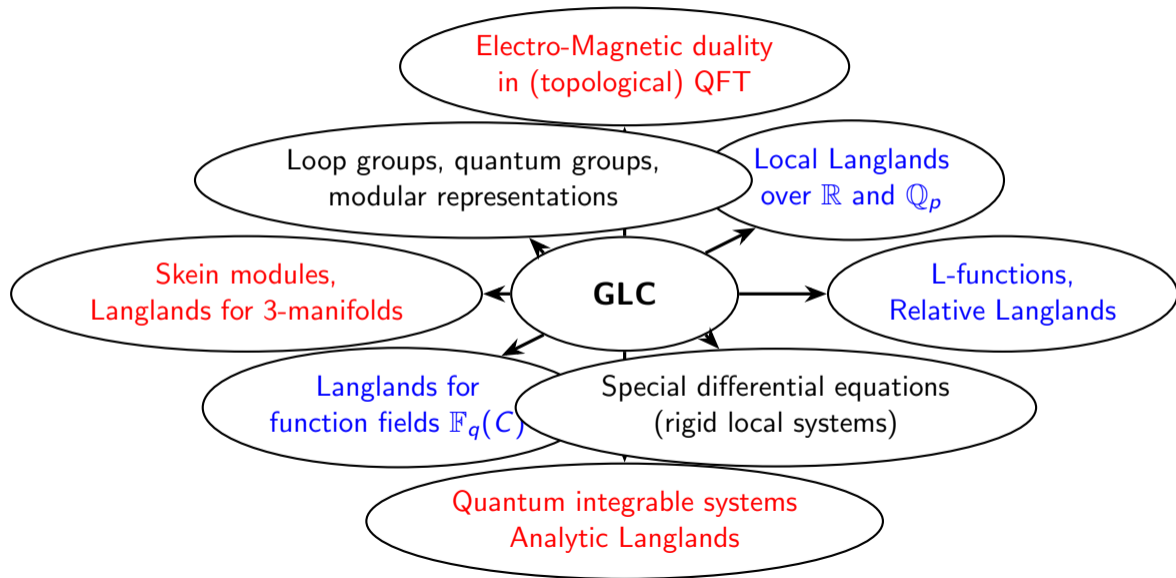 Electro-Magnetic duality
in (topological) QFT
Loop groups, quantum groups,
modular representations
Local Langlands
over ℝ and ℚ_p
Skein modules,
Langlands for 3-manifolds
GLC
L-functions,
Relative Langlands
Langlands for
function fields 𝔽_q(C)
Special differential equations
(rigid local systems)
Quantum integrable systems
Analytic Langlands